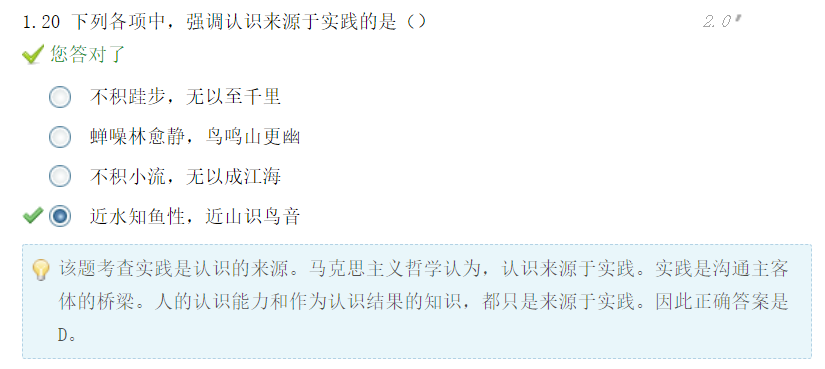 1.20 下列各项中，强调认识来源于实践的是（） 2.0
您答对了
不积跬步，无以至千里
蝉噪林愈静，鸟鸣山更幽
不积小流，无以成江海
近水知鱼性，近山识鸟音
该题考查实践是认识的来源。马克思主义哲学认为，认识来源于实践。实践是沟通主客
体的桥梁。人的认识能力和作为认识结果的知识，都只是来源于实践。因此正确答案是
D。